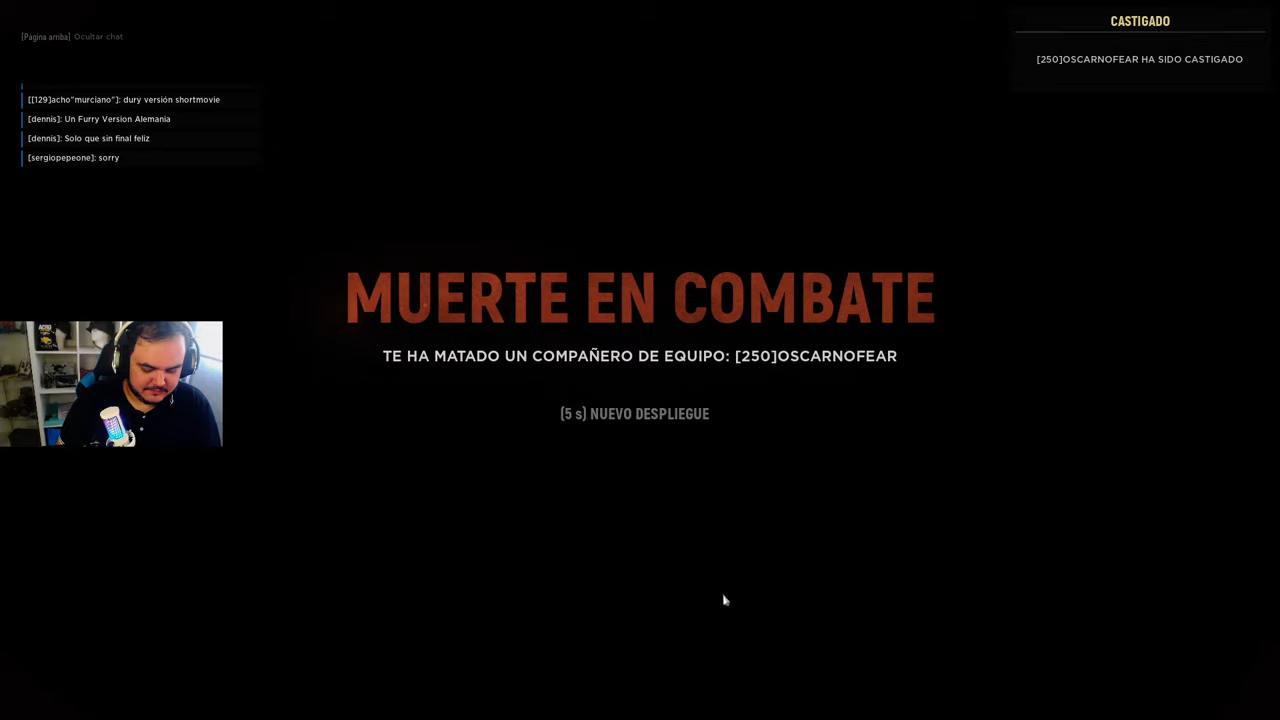 [Página arriba] Ocultar chat
CASTIGADO
[250]OSCARNOFEAR HA SIDO CASTIGADO
[[129]acho"murciano"]: dury versión shortmovie
[dennis]: Un Furry Version Alemania
[dennis]: Solo que sin final feliz
[sergiopepeone]: sorry
MUERTE EN COMBATE
TE HA MATADO UN COMPAÑERO DE EQUIPO: [250]OSCARNOFEAR
(5 s) NUEVO DESPLIEGUE